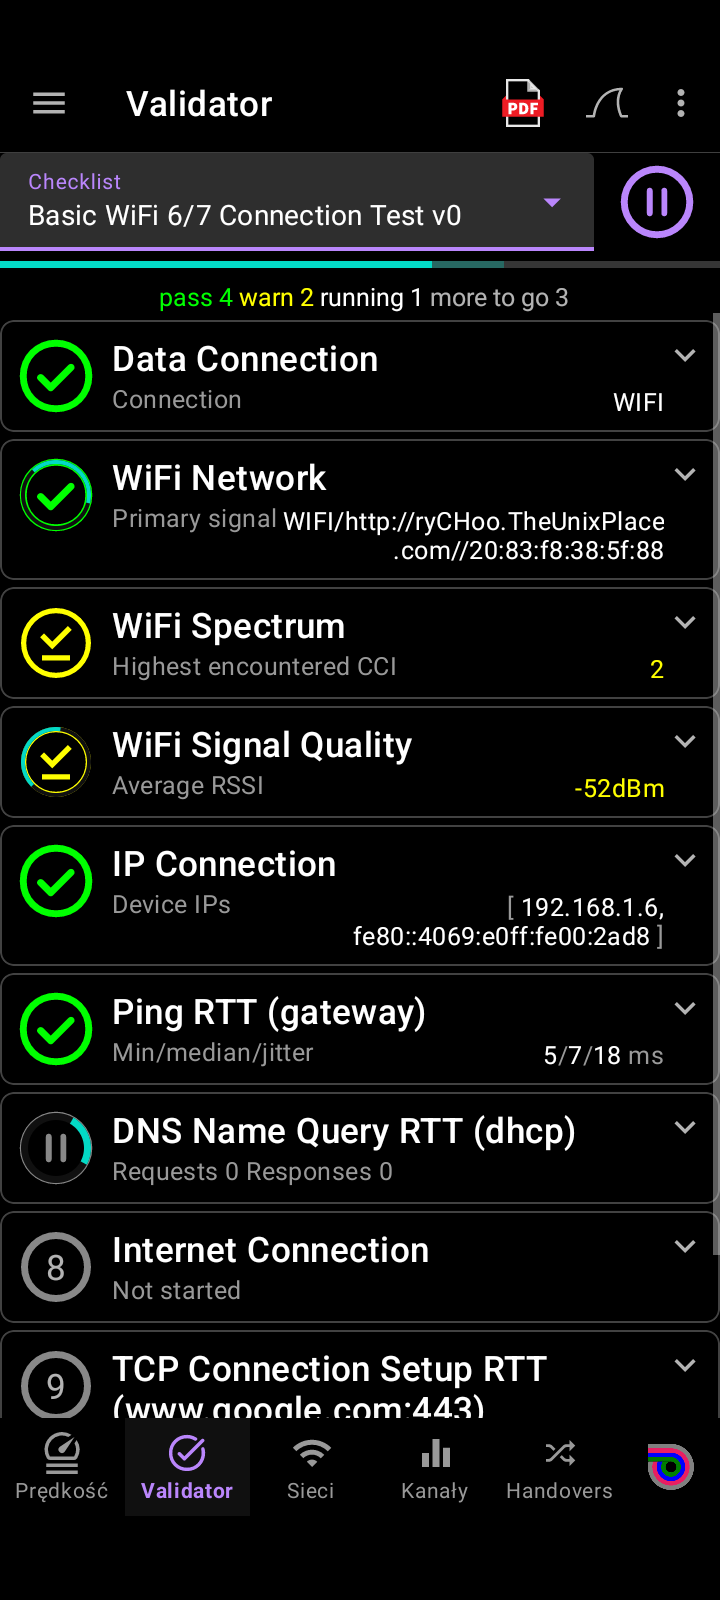 Validator
PDF
Checklist
Basic WiFi 6/7 Connection Test v0
pass 4 warn 2 running 1 more to go 3
Data Connection
Connection
WIFI
WiFi Network
Primary signal WIFI/http://ryCHoo.TheUnixPlace
.com//20:83:f8:38:5f:88
WiFi Spectrum
Highest encountered CCI
2
WiFi Signal Quality
Average RSSI
-52dBm
IP Connection
Device IPs
[ 192.168.1.6,
fe80::4069:e0ff:fe00:2ad8 ]
Ping RTT (gateway)
Min/median/jitter
5/7/18 ms
DNS Name Query RTT (dhcp)
Requests 0 Responses 0
8
Internet Connection
Not started
9
TCP Connection Setup RTT
(www.google.com:443)
Prędkość
Validator
Sieci
Kanały
Handovers